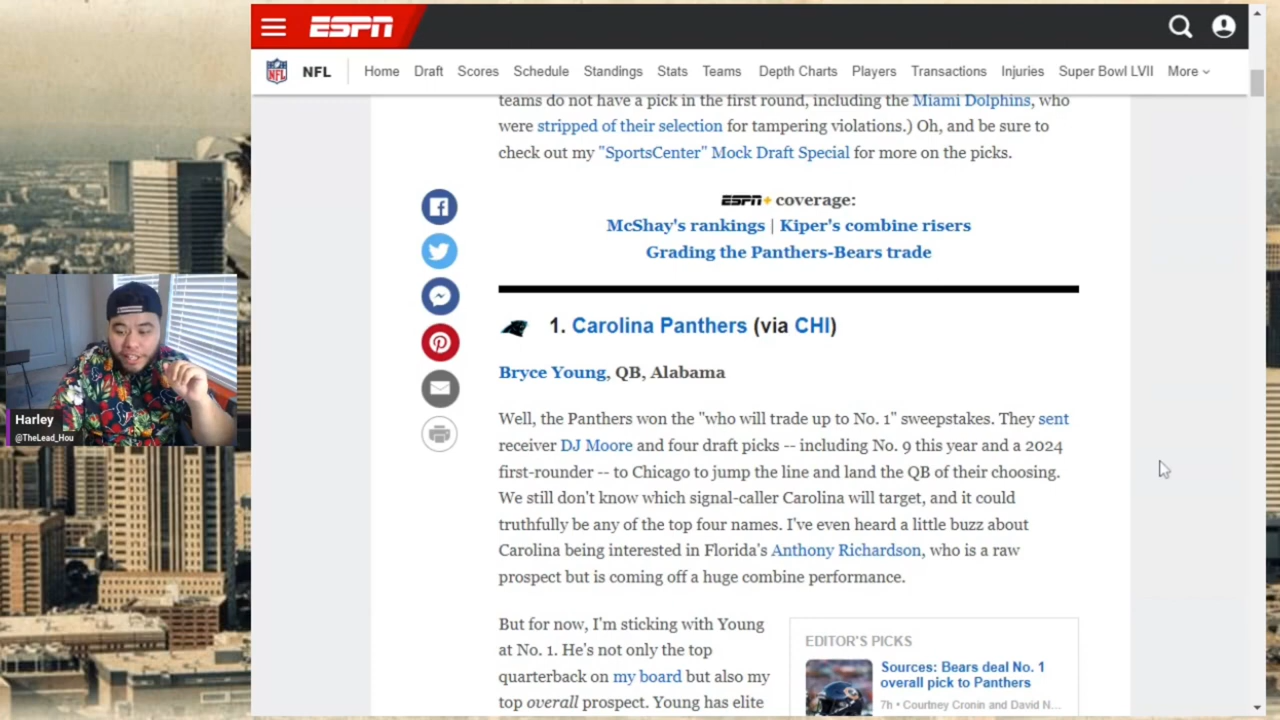 ESPN
NFL Home Draft Scores Schedule Standings Stats Teams Depth Charts Players Transactions Injuries Super Bowl LVII More
teams do not have a pick in the first round, including the Miami Dolphins, who
were stripped of their selection for tampering violations.) Oh, and be sure to
check out my "SportsCenter" Mock Draft Special for more on the picks.
ESPN+ coverage:
McShay's rankings | Kiper's combine risers
Grading the Panthers-Bears trade
1. Carolina Panthers (via CHI)
Bryce Young, QB, Alabama
Harley
@TheLead_Hou
Well, the Panthers won the "who will trade up to No. 1" sweepstakes. They sent
receiver DJ Moore and four draft picks -- including No. 9 this year and a 2024
first-rounder -- to Chicago to jump the line and land the QB of their choosing.
We still don't know which signal-caller Carolina will target, and it could
truthfully be any of the top four names. I've even heard a little buzz about
Carolina being interested in Florida's Anthony Richardson, who is a raw
prospect but is coming off a huge combine performance.
But for now, I'm sticking with Young
at No. 1. He's not only the top
quarterback on my board but also my
top overall prospect. Young has elite
EDITOR'S PICKS
Sources: Bears deal No. 1
overall pick to Panthers
7h • Courtney Cronin and David N...